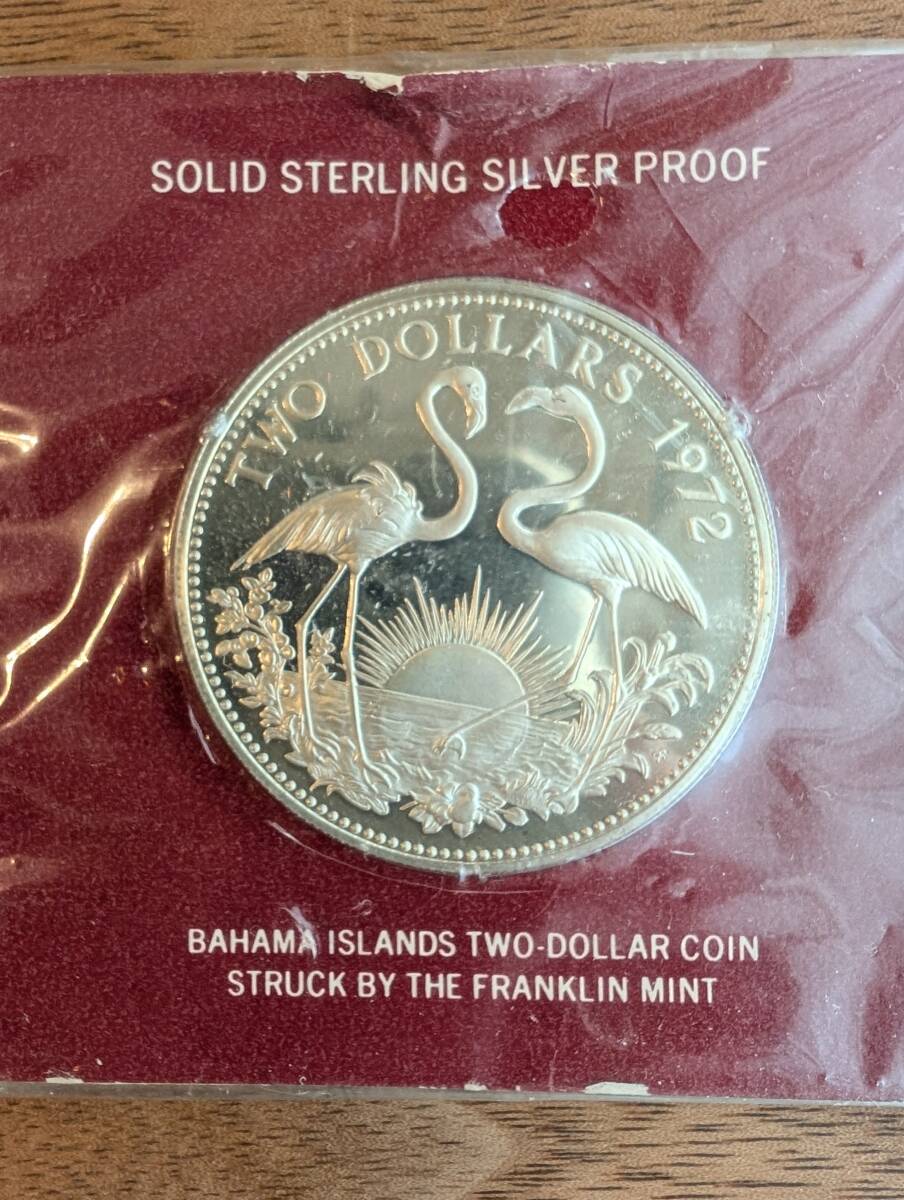 SOLID STERLING SILVER PROOF
TWO DOLLARS 1972
BAHAMA ISLANDS TWO-DOLLAR COIN
STRUCK BY THE FRANKLIN MINT